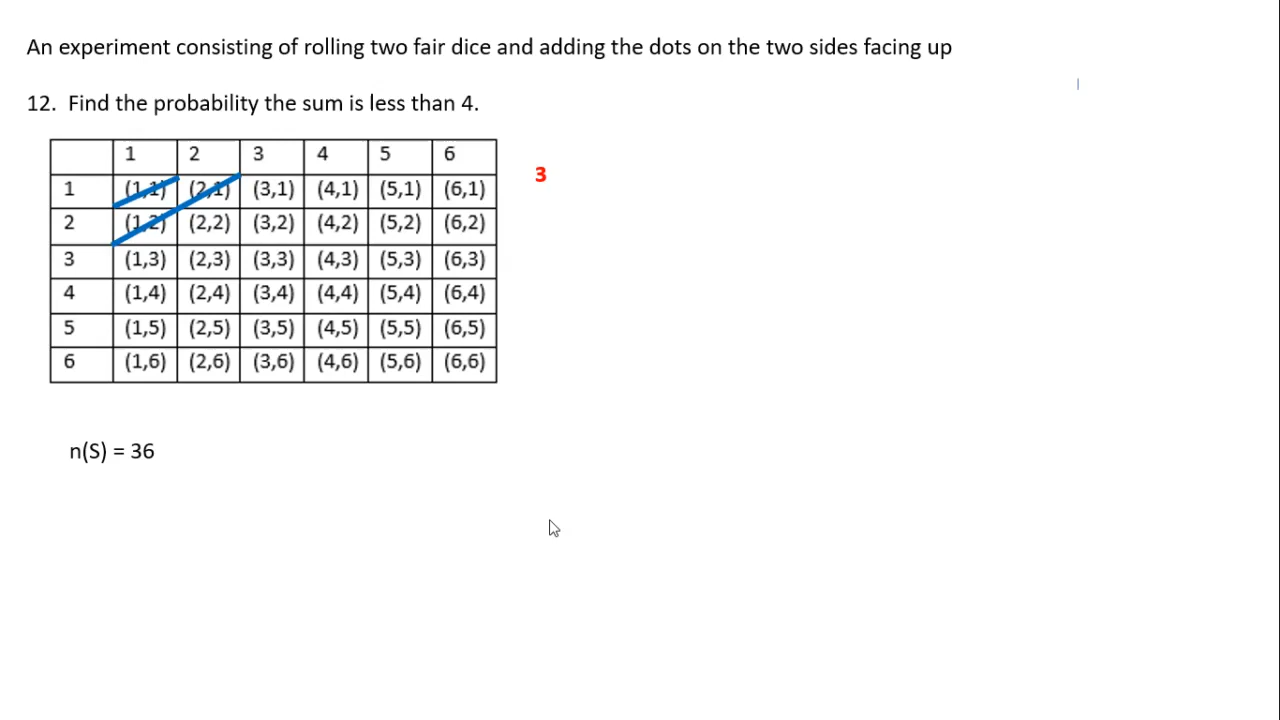 An experiment consisting of rolling two fair dice and adding the dots on the two sides facing up
12. Find the probability the sum is less than 4.
1 2 3 4 5 6
3
1 (1,1) (2,1) (3,1) (4,1) (5,1) (6,1)
2 (1,2) (2,2) (3,2) (4,2) (5,2) (6,2)
3 (1,3) (2,3) (3,3) (4,3) (5,3) (6,3)
4 (1,4) (2,4) (3,4) (4,4) (5,4) (6,4)
5 (1,5) (2,5) (3,5) (4,5) (5,5) (6,5)
6 (1,6) (2,6) (3,6) (4,6) (5,6) (6,6)
n(S) = 36